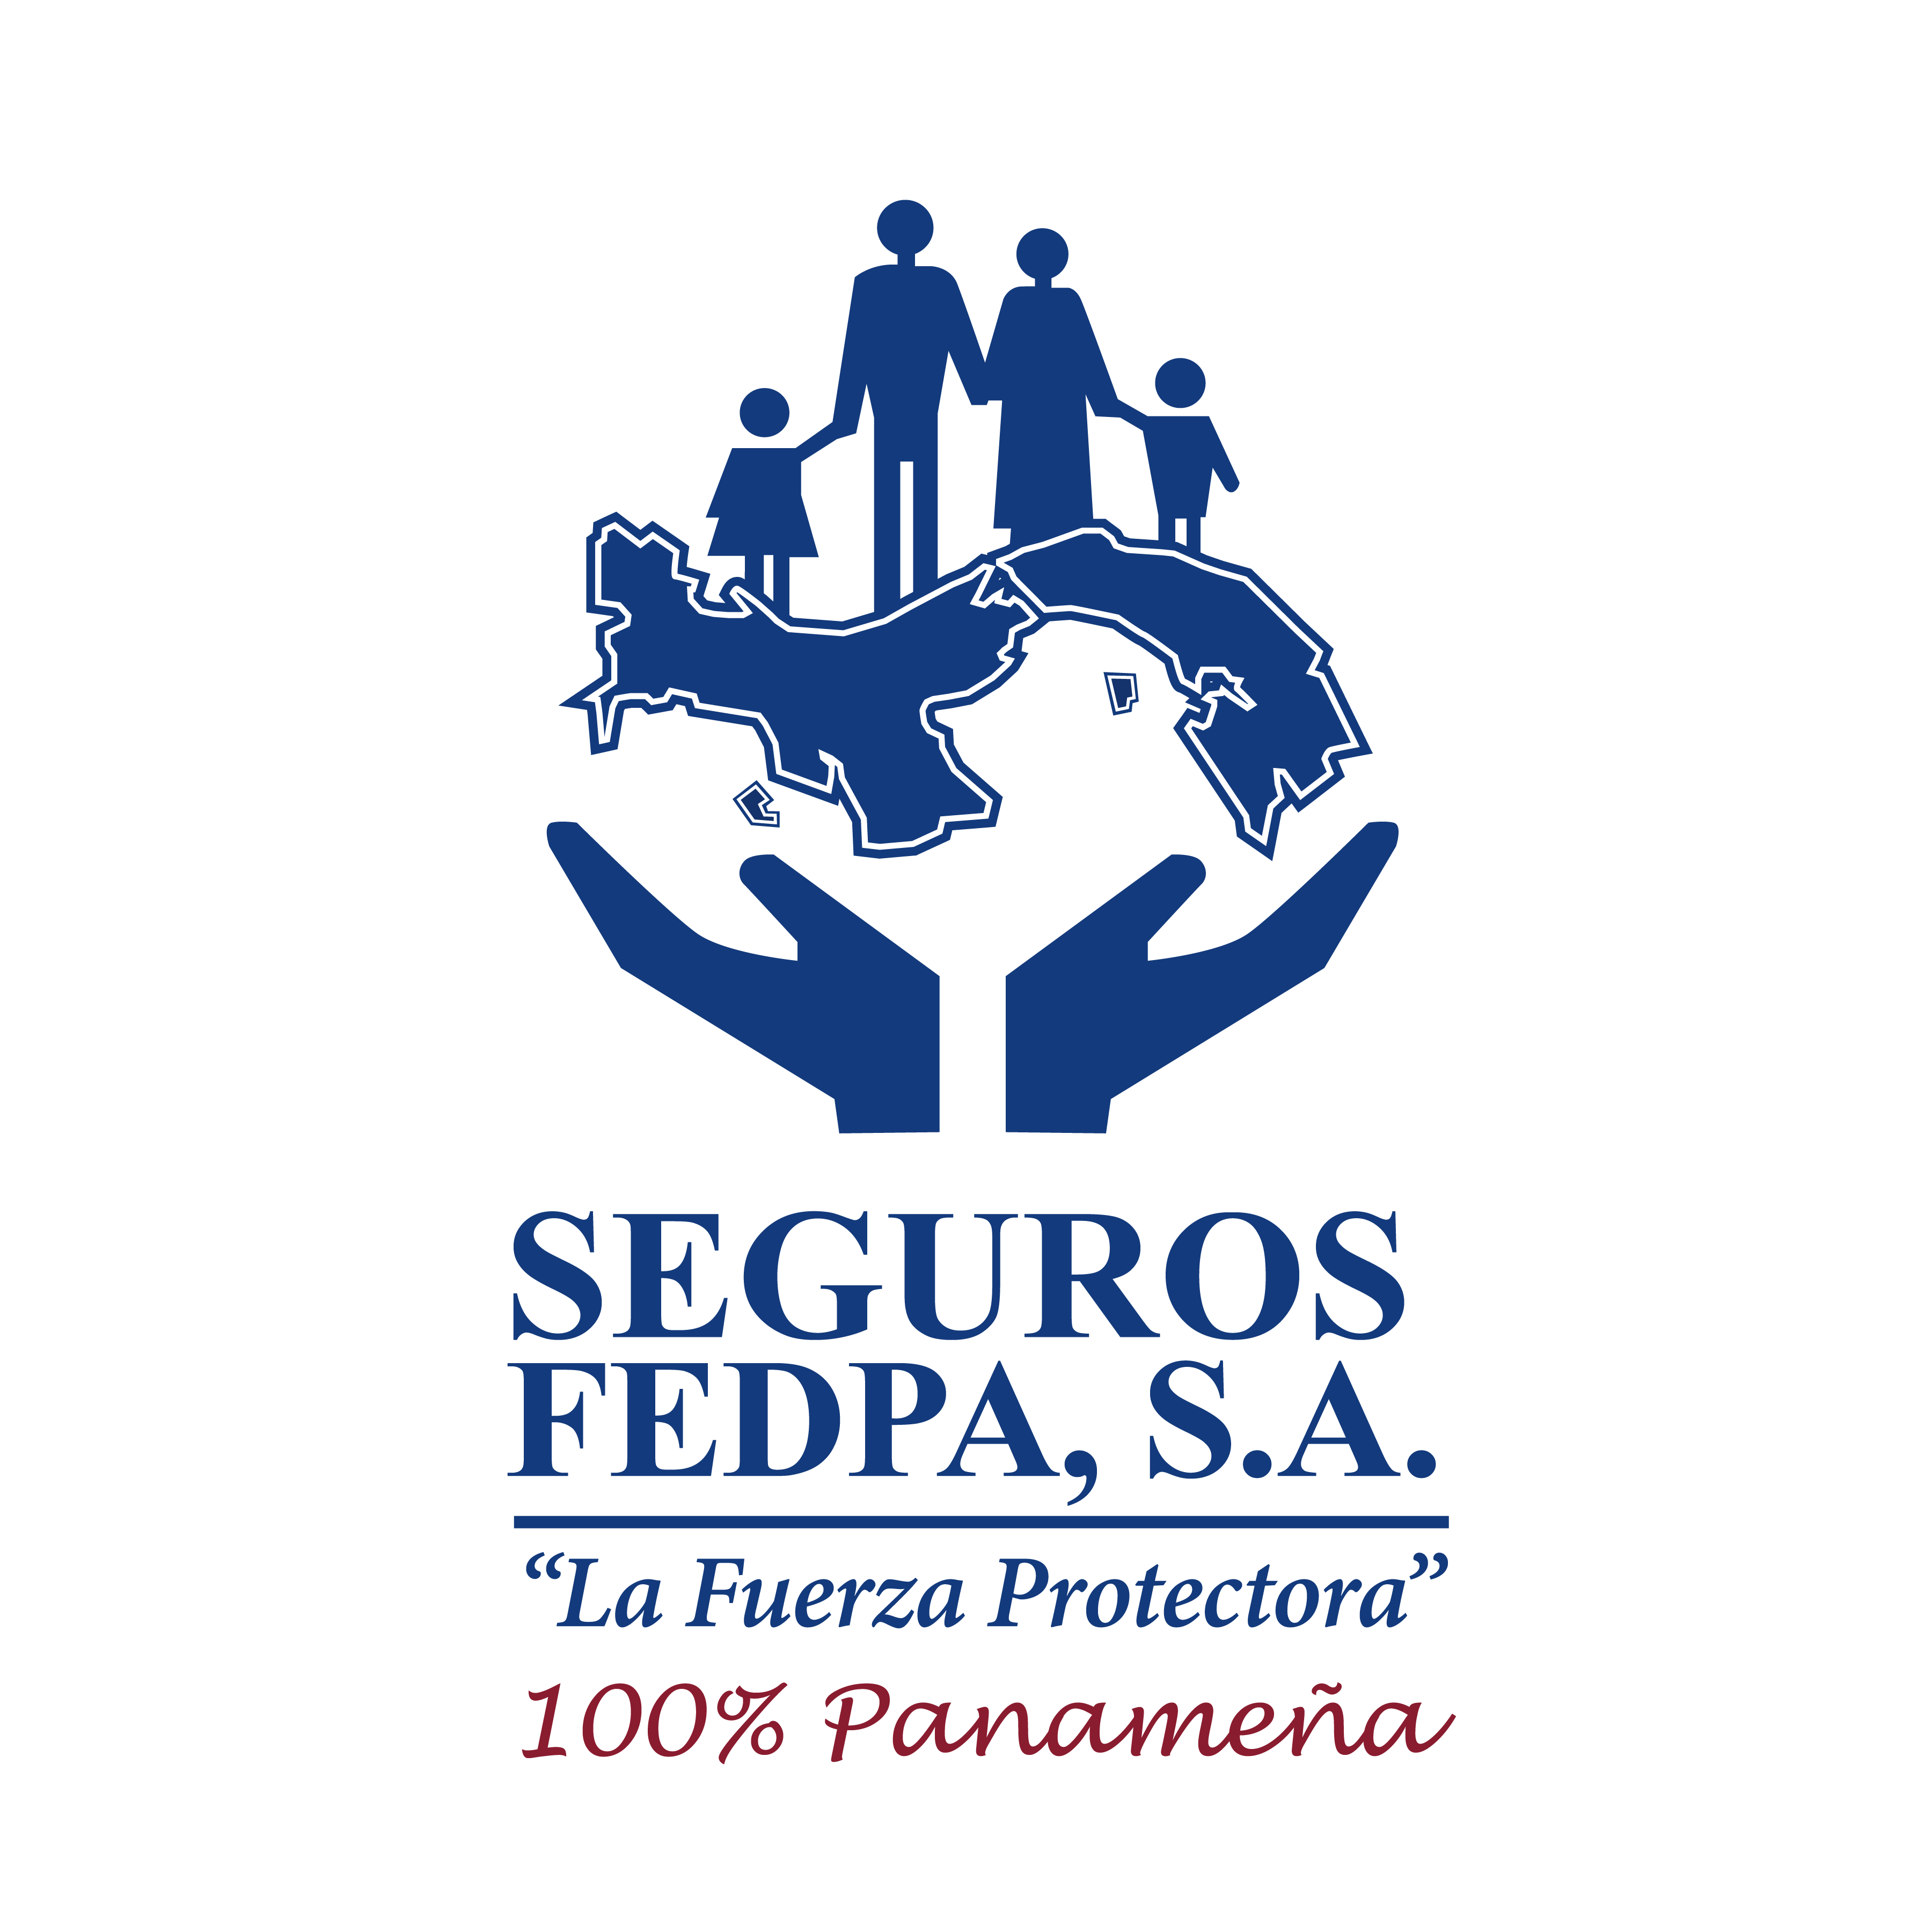 SEGUROS
FEDPA, S.A.
“La Fuerza Protectora”
100% Panameña